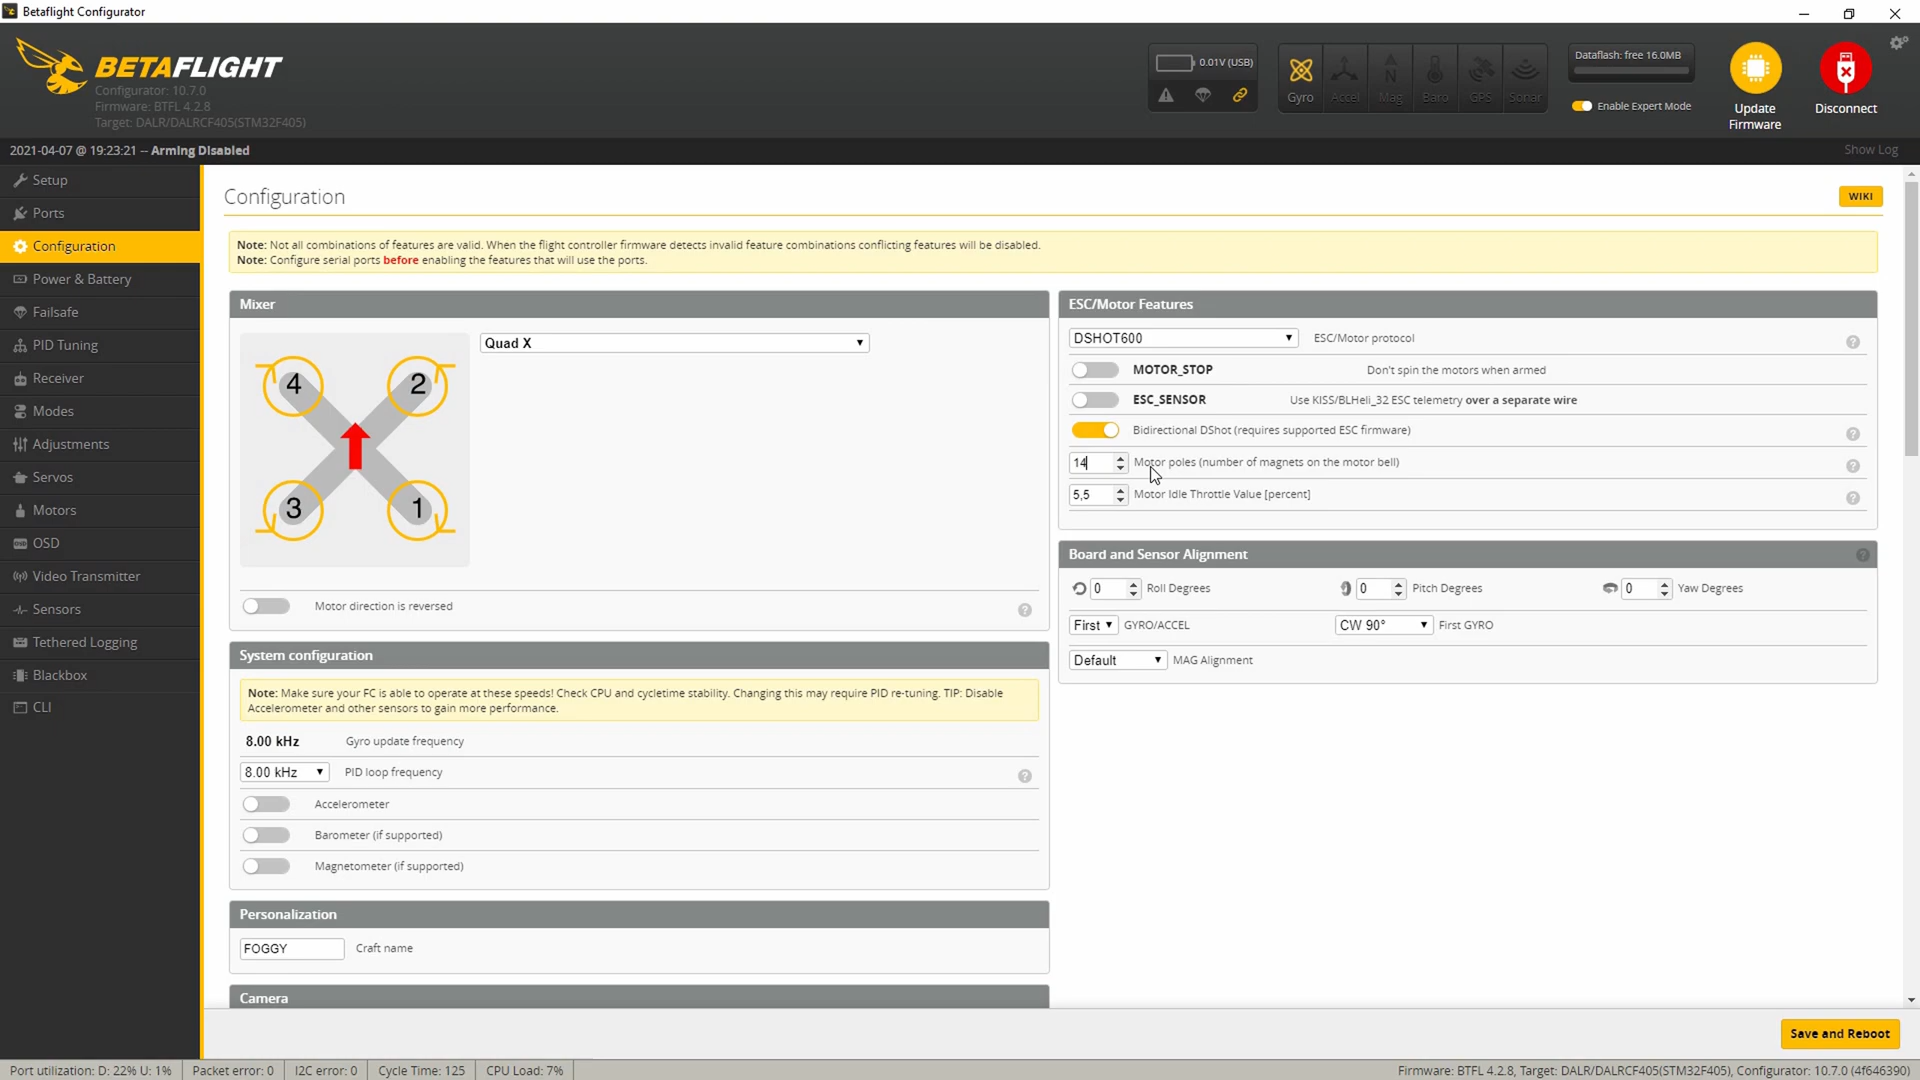 Betaflight Configurator
BETAFLIGHT
Configurator: 10.7.0
Firmware: BTFL 4.2.8
Target: DALR/DALRCF405(STM32F405)
0.01V (USB)
Gyro
Accel
Mag
Baro
GPS
Sonar
Dataflash: free 16.0MB
Enable Expert Mode
Update
Firmware
Disconnect
2021-04-07 @ 19:23:21 -- Arming Disabled
Show Log
Setup
Ports
Configuration
Power & Battery
Failsafe
PID Tuning
Receiver
Modes
Adjustments
Servos
Motors
OSD
Video Transmitter
Sensors
Tethered Logging
Blackbox
CLI
Configuration
WIKI
Note: Not all combinations of features are valid. When the flight controller firmware detects invalid feature combinations conflicting features will be disabled.
Note: Configure serial ports before enabling the features that will use the ports.
Mixer
Quad X
4
2
3
1
Motor direction is reversed
System configuration
Note: Make sure your FC is able to operate at these speeds! Check CPU and cycletime stability. Changing this may require PID re-tuning. TIP: Disable
Accelerometer and other sensors to gain more performance.
8.00 kHz Gyro update frequency
8.00 kHz PID loop frequency
Accelerometer
Barometer (if supported)
Magnetometer (if supported)
Personalization
FOGGY Craft name
Camera
ESC/Motor Features
DSHOT600 ESC/Motor protocol
MOTOR_STOP Don't spin the motors when armed
ESC_SENSOR Use KISS/BLHeli_32 ESC telemetry over a separate wire
Bidirectional DShot (requires supported ESC firmware)
14 Motor poles (number of magnets on the motor bell)
5,5 Motor Idle Throttle Value [percent]
Board and Sensor Alignment
0 Roll Degrees 0 Pitch Degrees 0 Yaw Degrees
First GYRO/ACCEL CW 90° First GYRO
Default MAG Alignment
Save and Reboot
Port utilization: D: 22% U: 1% Packet error: 0 I2C error: 0 Cycle Time: 125 CPU Load: 7% Firmware: BTFL 4.2.8, Target: DALR/DALRCF405(STM32F405), Configurator: 10.7.0 (4f646390)